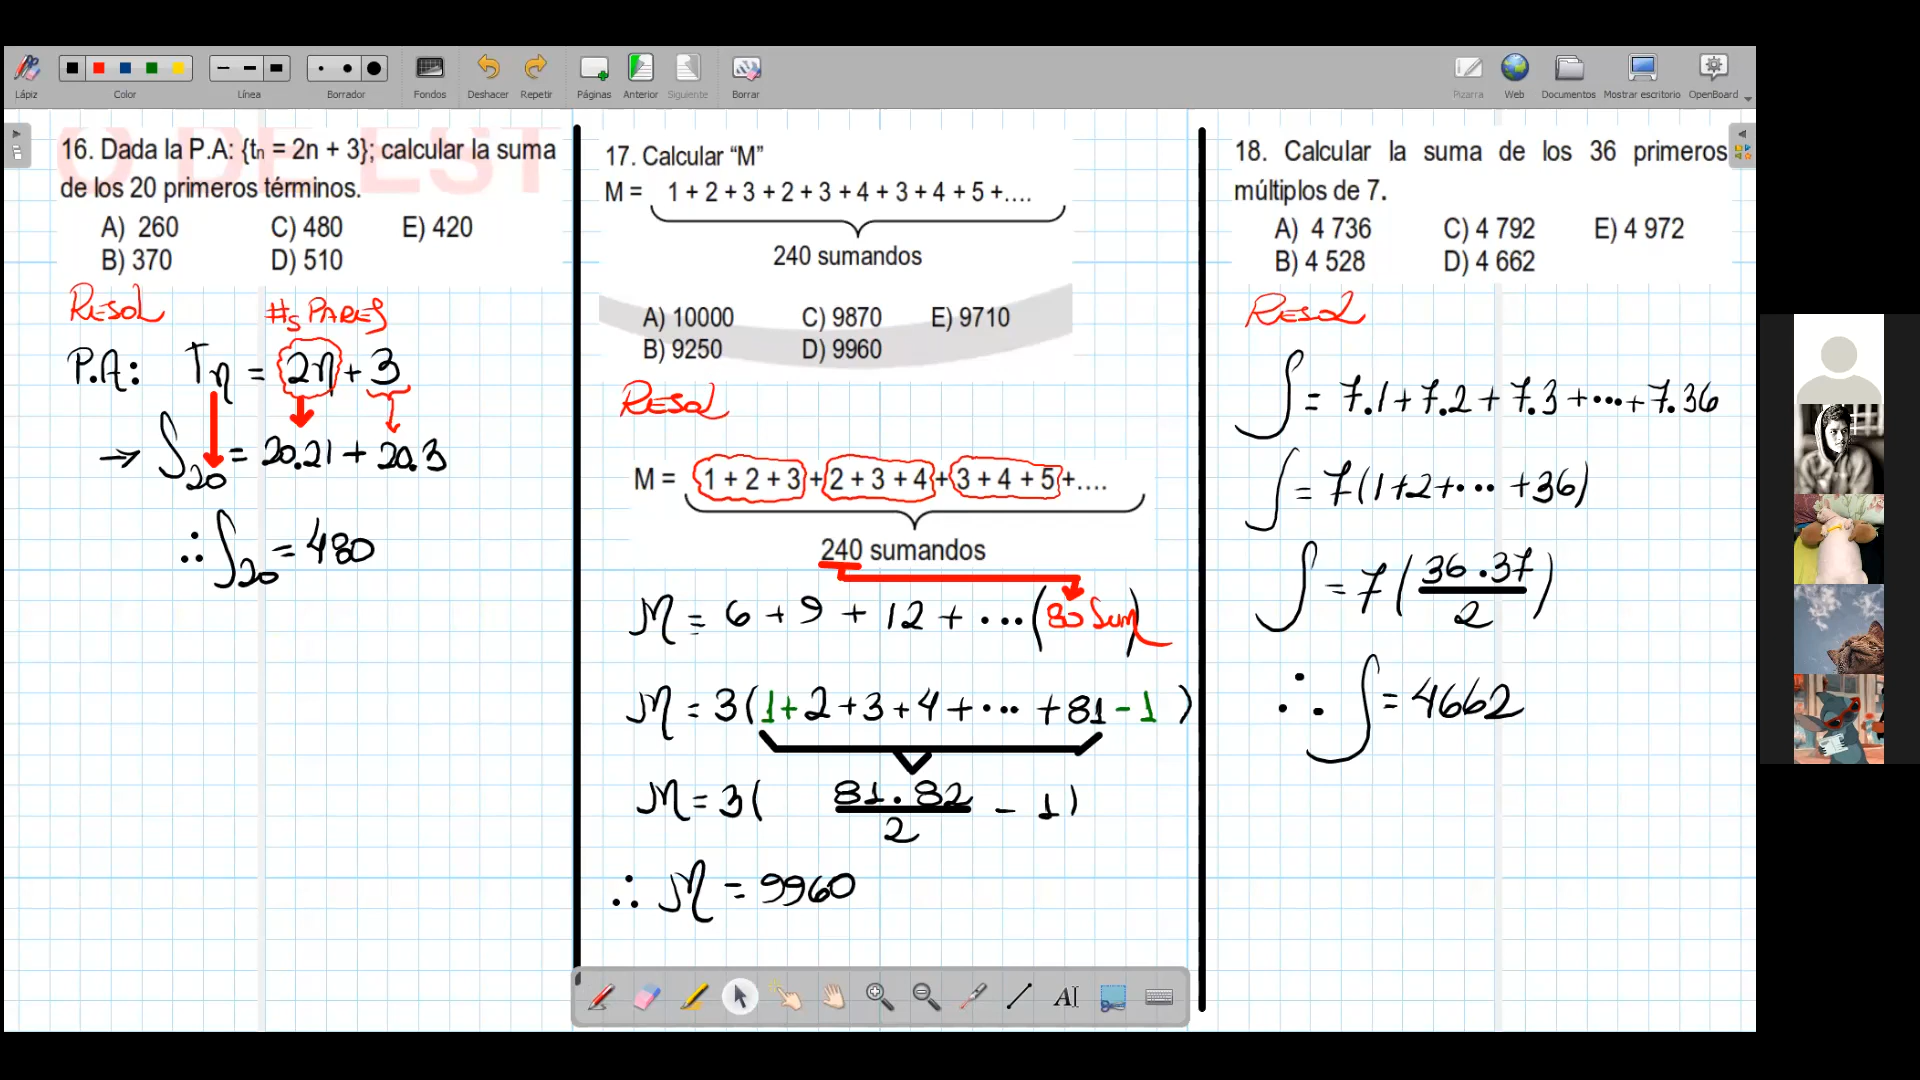 Lápiz Color Línea Borrador Fondos Deshacer Repetir Páginas Anterior Siguiente Borrar Pizarra Web Documentos Mostrar escritorio OpenBoard
O DE EST
16. Dada la P.A: {tn = 2n + 3}; calcular la suma
de los 20 primeros términos.
A) 260 C) 480 E) 420
B) 370 D) 510
RESOL #s PARES
P.A: Tn = 2n + 3
→ S20 = 20.21 + 20.3
∴ S20 = 480
17. Calcular “M”
M = 1 + 2 + 3 + 2 + 3 + 4 + 3 + 4 + 5 +....
240 sumandos
A) 10000 C) 9870 E) 9710
B) 9250 D) 9960
RESOL
M = 1 + 2 + 3 + 2 + 3 + 4 + 3 + 4 + 5 +....
240 sumandos
M = 6 + 9 + 12 + ... (80 Sum)
M = 3(1+2+3+4+... +81-1)
M = 3( 81.82/2 - 1)
∴ M = 9960
18. Calcular la suma de los 36 primeros
múltiplos de 7.
A) 4 736 C) 4 792 E) 4 972
B) 4 528 D) 4 662
RESOL
S = 7.1+7.2+7.3+...+7.36
S = 7(1+2+... +36)
S = 7(36.37/2)
∴ S = 4662